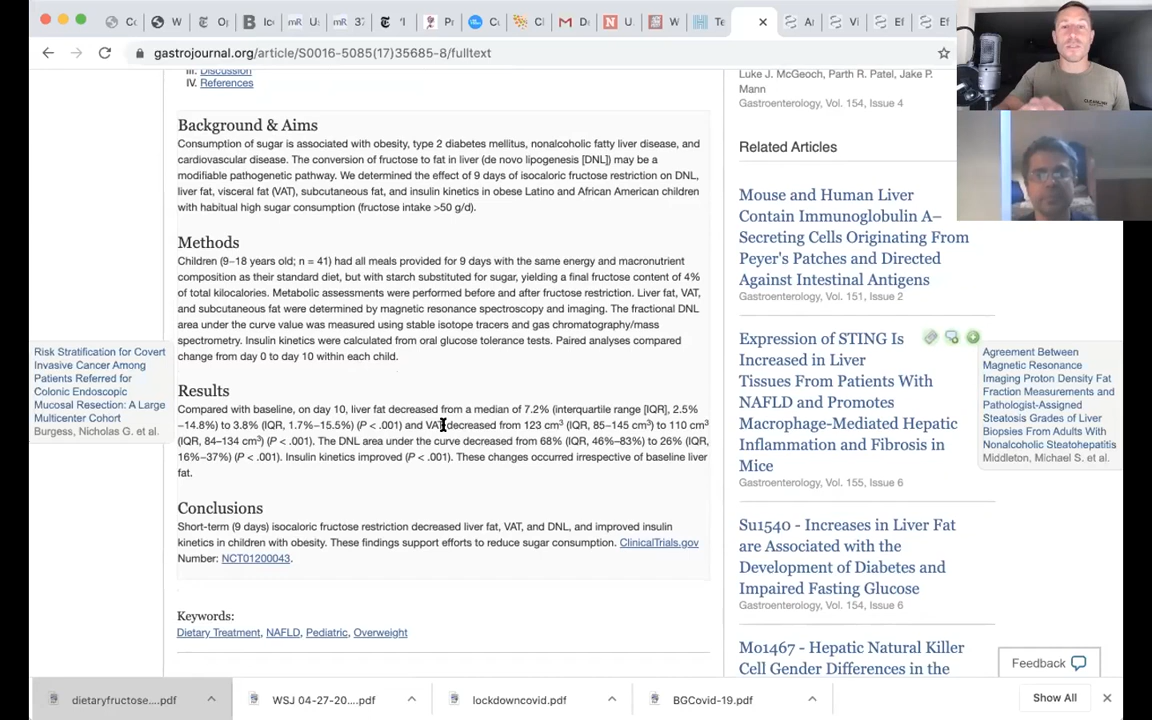 gastrojournal.org/article/S0016-5085(17)35685-8/fulltext
III. Discussion
IV. References
Background & Aims
Consumption of sugar is associated with obesity, type 2 diabetes mellitus, nonalcoholic fatty liver disease, and
cardiovascular disease. The conversion of fructose to fat in liver (de novo lipogenesis [DNL]) may be a
modifiable pathogenetic pathway. We determined the effect of 9 days of isocaloric fructose restriction on DNL,
liver fat, visceral fat (VAT), subcutaneous fat, and insulin kinetics in obese Latino and African American children
with habitual high sugar consumption (fructose intake >50 g/d).
Methods
Children (9–18 years old; n = 41) had all meals provided for 9 days with the same energy and macronutrient
composition as their standard diet, but with starch substituted for sugar, yielding a final fructose content of 4%
of total kilocalories. Metabolic assessments were performed before and after fructose restriction. Liver fat, VAT,
and subcutaneous fat were determined by magnetic resonance spectroscopy and imaging. The fractional DNL
area under the curve value was measured using stable isotope tracers and gas chromatography/mass
spectrometry. Insulin kinetics were calculated from oral glucose tolerance tests. Paired analyses compared
change from day 0 to day 10 within each child.
Results
Compared with baseline, on day 10, liver fat decreased from a median of 7.2% (interquartile range [IQR], 2.5%
–14.8%) to 3.8% (IQR, 1.7%–15.5%) (P < .001) and VAT decreased from 123 cm³ (IQR, 85–145 cm³) to 110 cm³
(IQR, 84–134 cm³) (P < .001). The DNL area under the curve decreased from 68% (IQR, 46%–83%) to 26% (IQR,
16%–37%) (P < .001). Insulin kinetics improved (P < .001). These changes occurred irrespective of baseline liver
fat.
Conclusions
Short-term (9 days) isocaloric fructose restriction decreased liver fat, VAT, and DNL, and improved insulin
kinetics in children with obesity. These findings support efforts to reduce sugar consumption. ClinicalTrials.gov
Number: NCT01200043.
Keywords:
Dietary Treatment, NAFLD, Pediatric, Overweight
Risk Stratification for Covert
Invasive Cancer Among
Patients Referred for
Colonic Endoscopic
Mucosal Resection: A Large
Multicenter Cohort
Burgess, Nicholas G. et al.
Luke J. McGeoch, Parth R. Patel, Jake P.
Mann
Gastroenterology, Vol. 154, Issue 4
Related Articles
Mouse and Human Liver
Contain Immunoglobulin A–
Secreting Cells Originating From
Peyer's Patches and Directed
Against Intestinal Antigens
Gastroenterology, Vol. 151, Issue 2
Expression of STING Is
Increased in Liver
Tissues From Patients With
NAFLD and Promotes
Macrophage-Mediated Hepatic
Inflammation and Fibrosis in
Mice
Gastroenterology, Vol. 155, Issue 6
Su1540 - Increases in Liver Fat
are Associated with the
Development of Diabetes and
Impaired Fasting Glucose
Gastroenterology, Vol. 154, Issue 6
Mo1467 - Hepatic Natural Killer
Cell Gender Differences in the
Agreement Between
Magnetic Resonance
Imaging Proton Density Fat
Fraction Measurements and
Pathologist-Assigned
Steatosis Grades of Liver
Biopsies From Adults With
Nonalcoholic Steatohepatitis
Middleton, Michael S. et al.
Feedback
dietaryfructose....pdf
WSJ 04-27-20....pdf
lockdowncovid.pdf
BGCovid-19.pdf
Show All